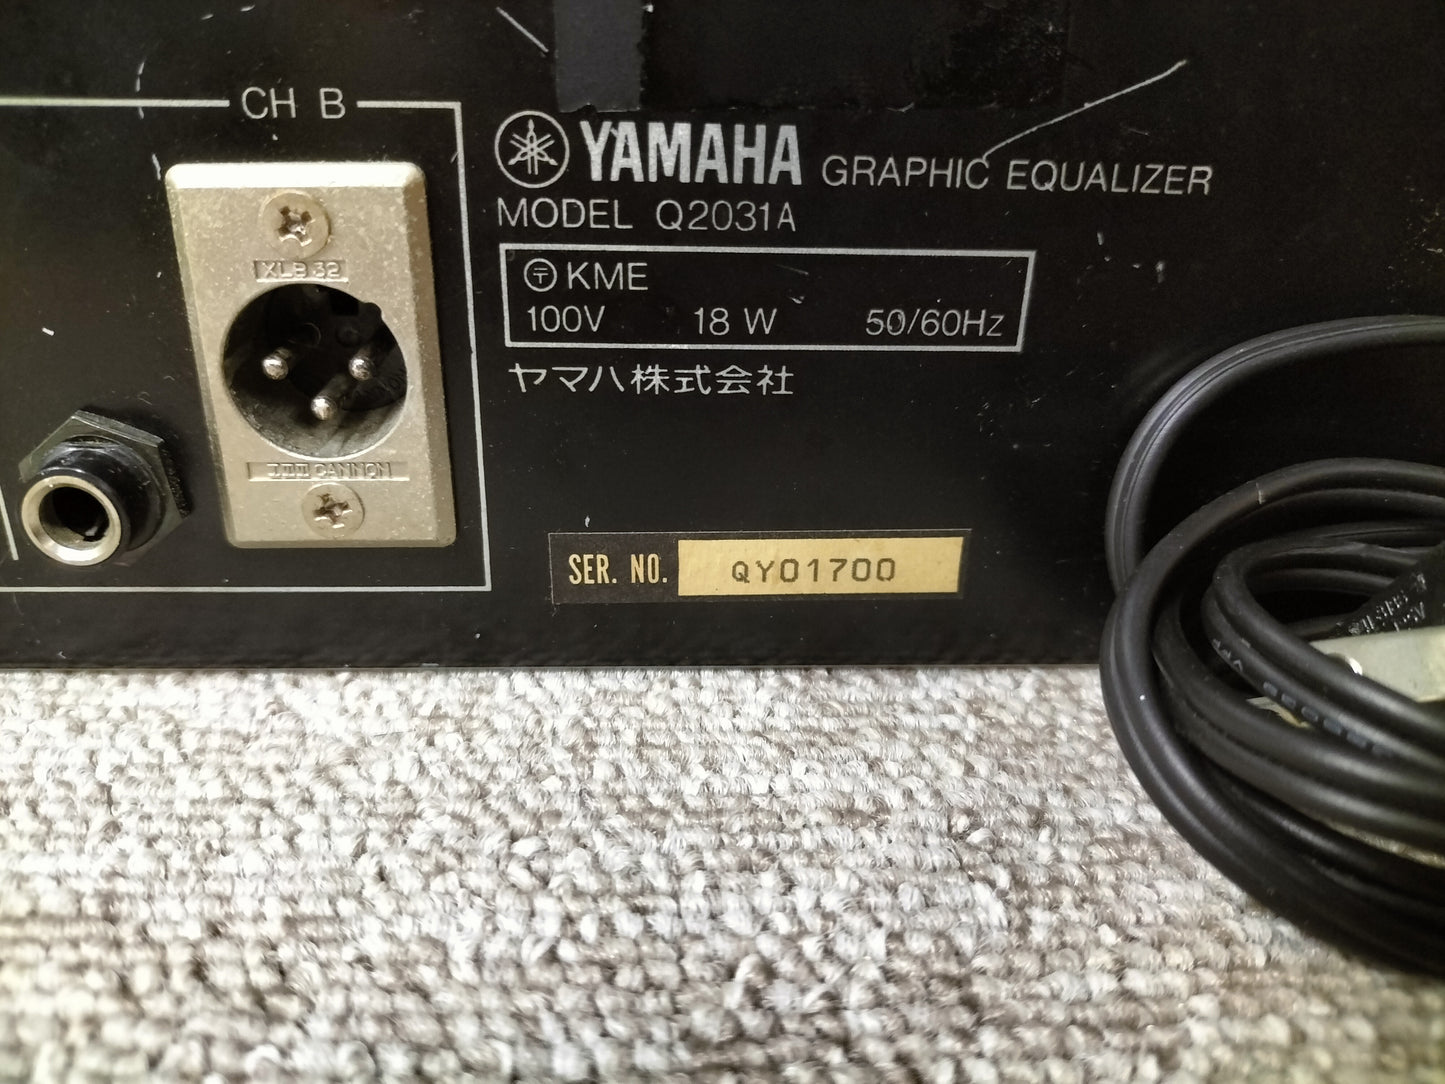 CH B
YAMAHA GRAPHIC EQUALIZER
MODEL Q2031A
〒 KME
100V 18 W 50/60Hz
ヤマハ株式会社
XLB 32
CANNON
SER. NO. QY01700